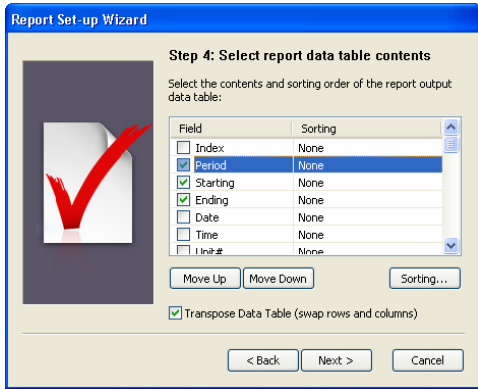 Report Set-up Wizard
Step 4: Select report data table contents
Select the contents and sorting order of the report output
data table:
Field Sorting
Index None
Period None
Starting None
Ending None
Date None
Time None
Unit# None
Move Up Move Down Sorting...
Transpose Data Table (swap rows and columns)
< Back Next > Cancel